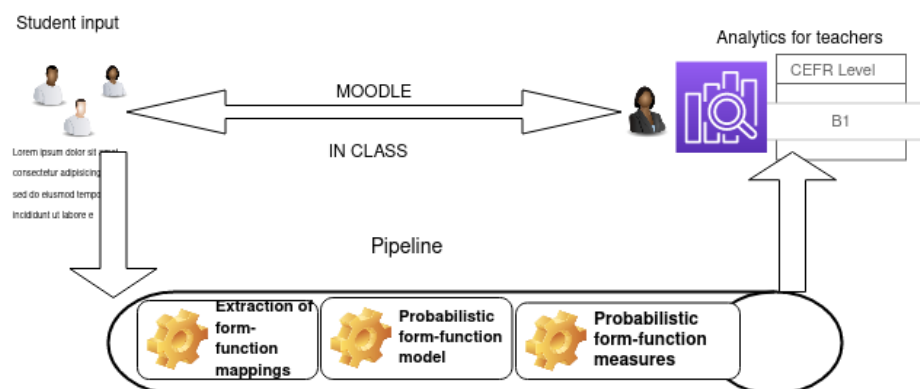 Student input
Analytics for teachers
CEFR Level
B1
MOODLE
IN CLASS
Lorem ipsum dolor sit
consectetur adipisicing
sed do eiusmod tempo
incididunt ut labore e
Pipeline
Extraction of
form-
function
mappings
Probabilistic
form-function
model
Probabilistic
form-function
measures